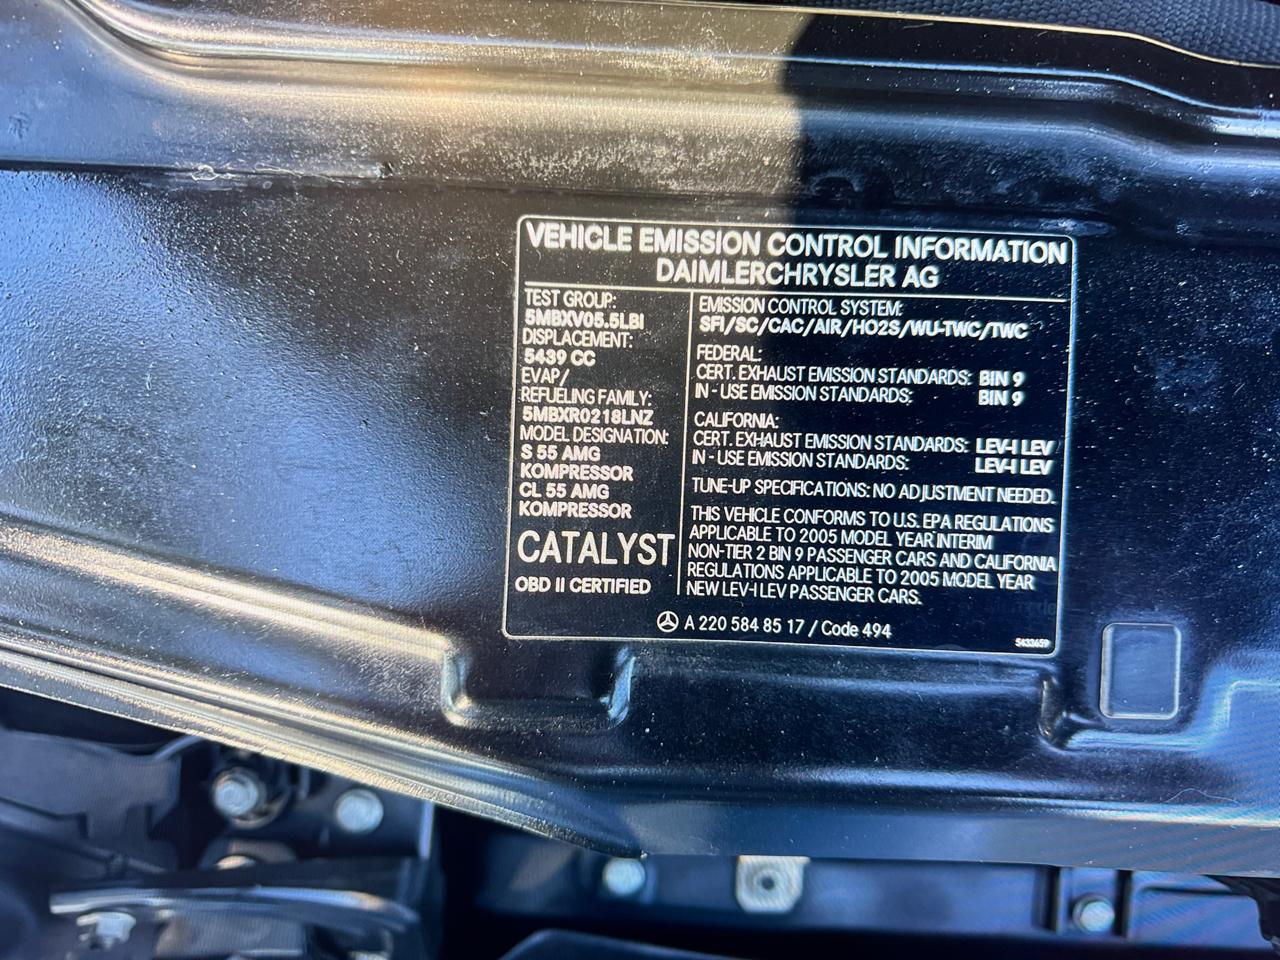 VEHICLE EMISSION CONTROL INFORMATION
DAIMLERCHRYSLER AG
TEST GROUP:
5MBXV05.5LBI
DISPLACEMENT:
5439 CC
EVAP/
REFUELING FAMILY:
5MBXR0218LNZ
MODEL DESIGNATION:
S 55 AMG
KOMPRESSOR
CL 55 AMG
KOMPRESSOR
CATALYST
OBD II CERTIFIED
EMISSION CONTROL SYSTEM:
SFI/SC/CAC/AIR/HO2S/WU-TWC/TWC
FEDERAL:
CERT. EXHAUST EMISSION STANDARDS: BIN 9
IN - USE EMISSION STANDARDS: BIN 9
CALIFORNIA:
CERT. EXHAUST EMISSION STANDARDS: LEV-I LEV
IN - USE EMISSION STANDARDS: LEV-I LEV
TUNE-UP SPECIFICATIONS: NO ADJUSTMENT NEEDED.
THIS VEHICLE CONFORMS TO U.S. EPA REGULATIONS
APPLICABLE TO 2005 MODEL YEAR INTERIM
NON-TIER 2 BIN 9 PASSENGER CARS AND CALIFORNIA
REGULATIONS APPLICABLE TO 2005 MODEL YEAR
NEW LEV-I LEV PASSENGER CARS.
A 220 584 85 17 / Code 494
5433659